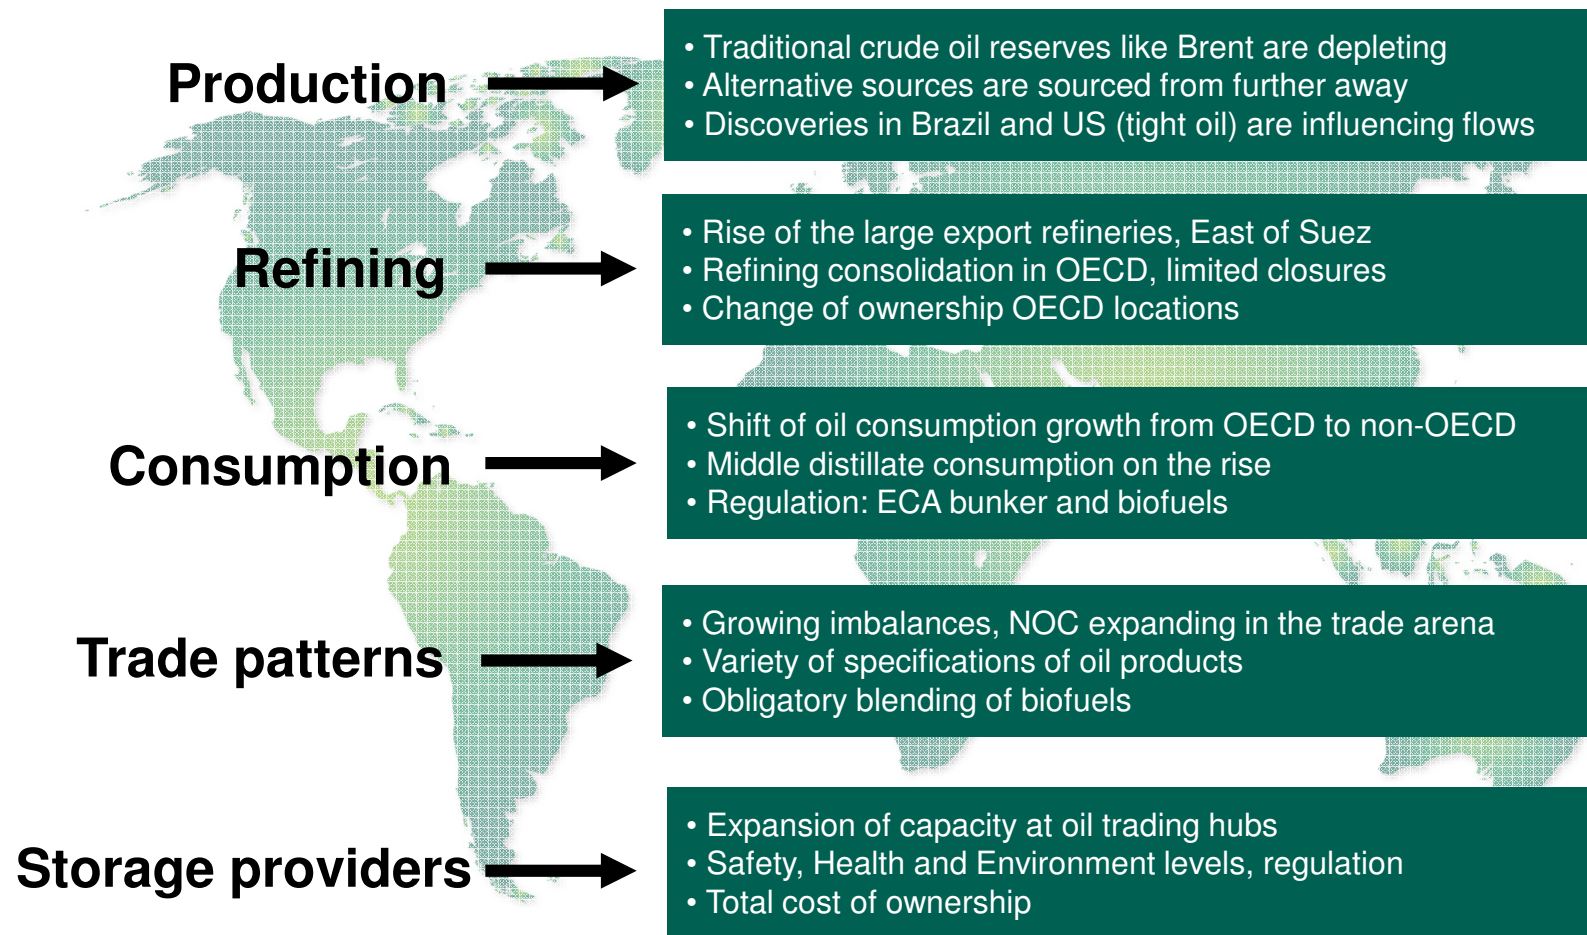 Production
• Traditional crude oil reserves like Brent are depleting
• Alternative sources are sourced from further away
• Discoveries in Brazil and US (tight oil) are influencing flows
Refining
• Rise of the large export refineries, East of Suez
• Refining consolidation in OECD, limited closures
• Change of ownership OECD locations
Consumption
• Shift of oil consumption growth from OECD to non-OECD
• Middle distillate consumption on the rise
• Regulation: ECA bunker and biofuels
Trade patterns
• Growing imbalances, NOC expanding in the trade arena
• Variety of specifications of oil products
• Obligatory blending of biofuels
Storage providers
• Expansion of capacity at oil trading hubs
• Safety, Health and Environment levels, regulation
• Total cost of ownership